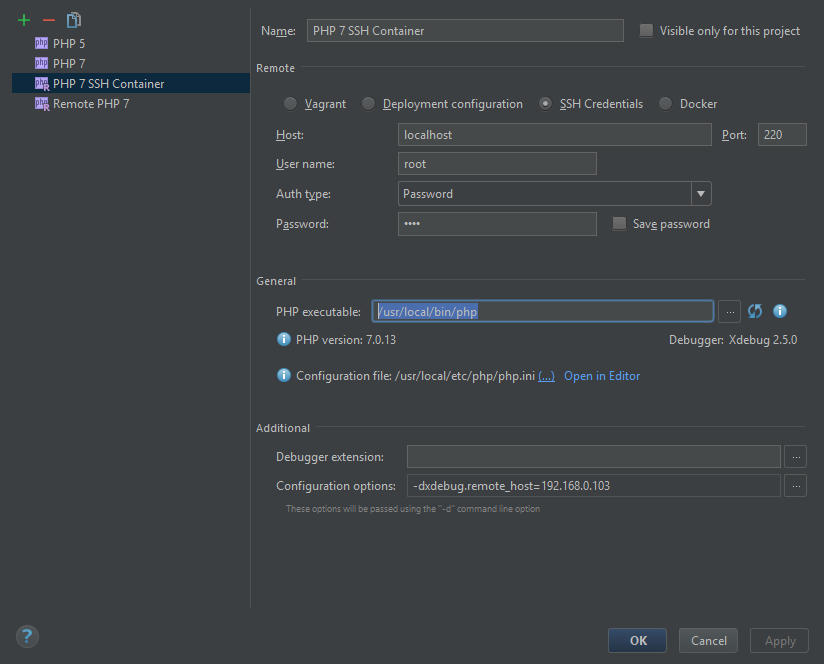 PHP 5
PHP 7
PHP 7 SSH Container
Remote PHP 7
Name: PHP 7 SSH Container Visible only for this project
Remote
Vagrant Deployment configuration SSH Credentials Docker
Host: localhost Port: 220
User name: root
Auth type: Password
Password: •••• Save password
General
PHP executable: /usr/local/bin/php ...
PHP version: 7.0.13 Debugger: Xdebug 2.5.0
Configuration file: /usr/local/etc/php/php.ini (...) Open in Editor
Additional
Debugger extension: ...
Configuration options: -dxdebug.remote_host=192.168.0.103 ...
These options will be passed using the "-d" command line option
? OK Cancel Apply